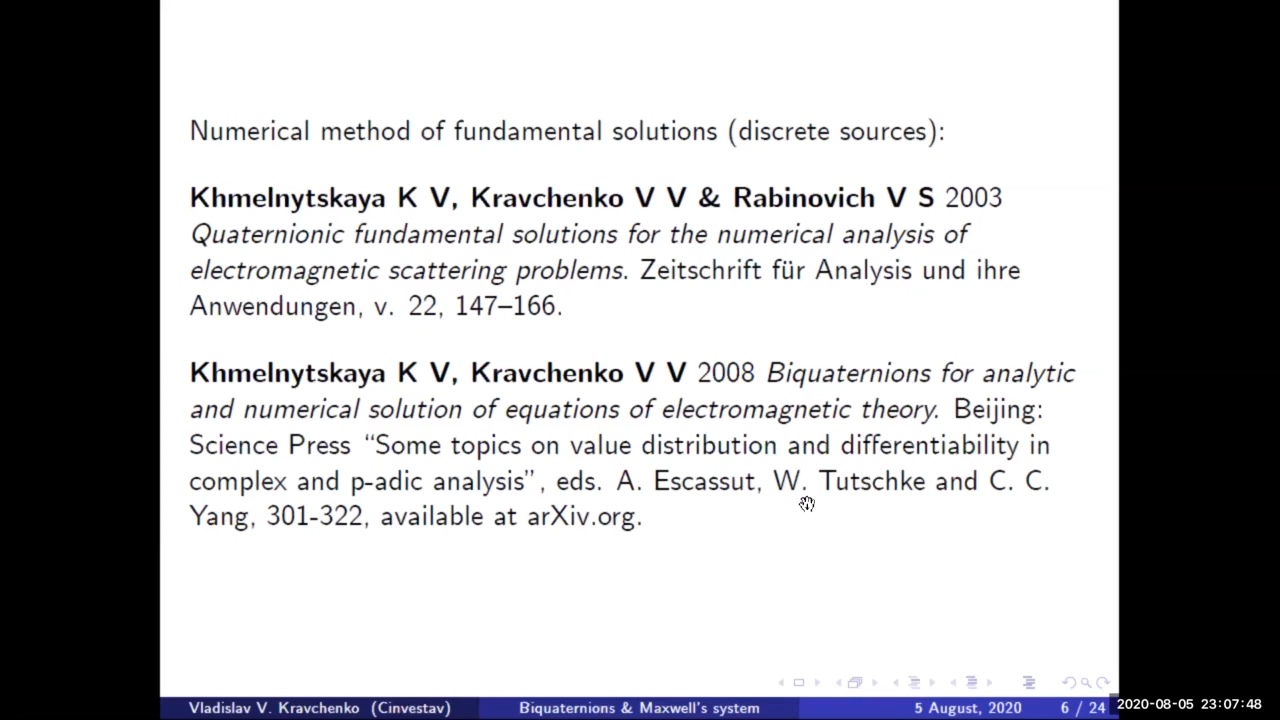 Numerical method of fundamental solutions (discrete sources):
Khmelnytskaya K V, Kravchenko V V & Rabinovich V S 2003
Quaternionic fundamental solutions for the numerical analysis of
electromagnetic scattering problems. Zeitschrift für Analysis und ihre
Anwendungen, v. 22, 147–166.
Khmelnytskaya K V, Kravchenko V V 2008 Biquaternions for analytic
and numerical solution of equations of electromagnetic theory. Beijing:
Science Press “Some topics on value distribution and differentiability in
complex and p-adic analysis”, eds. A. Escassut, W. Tutschke and C. C.
Yang, 301-322, available at arXiv.org.
Vladislav V. Kravchenko (Cinvestav) Biquaternions & Maxwell's system 5 August, 2020 6 / 24 2020-08-05 23:07:48